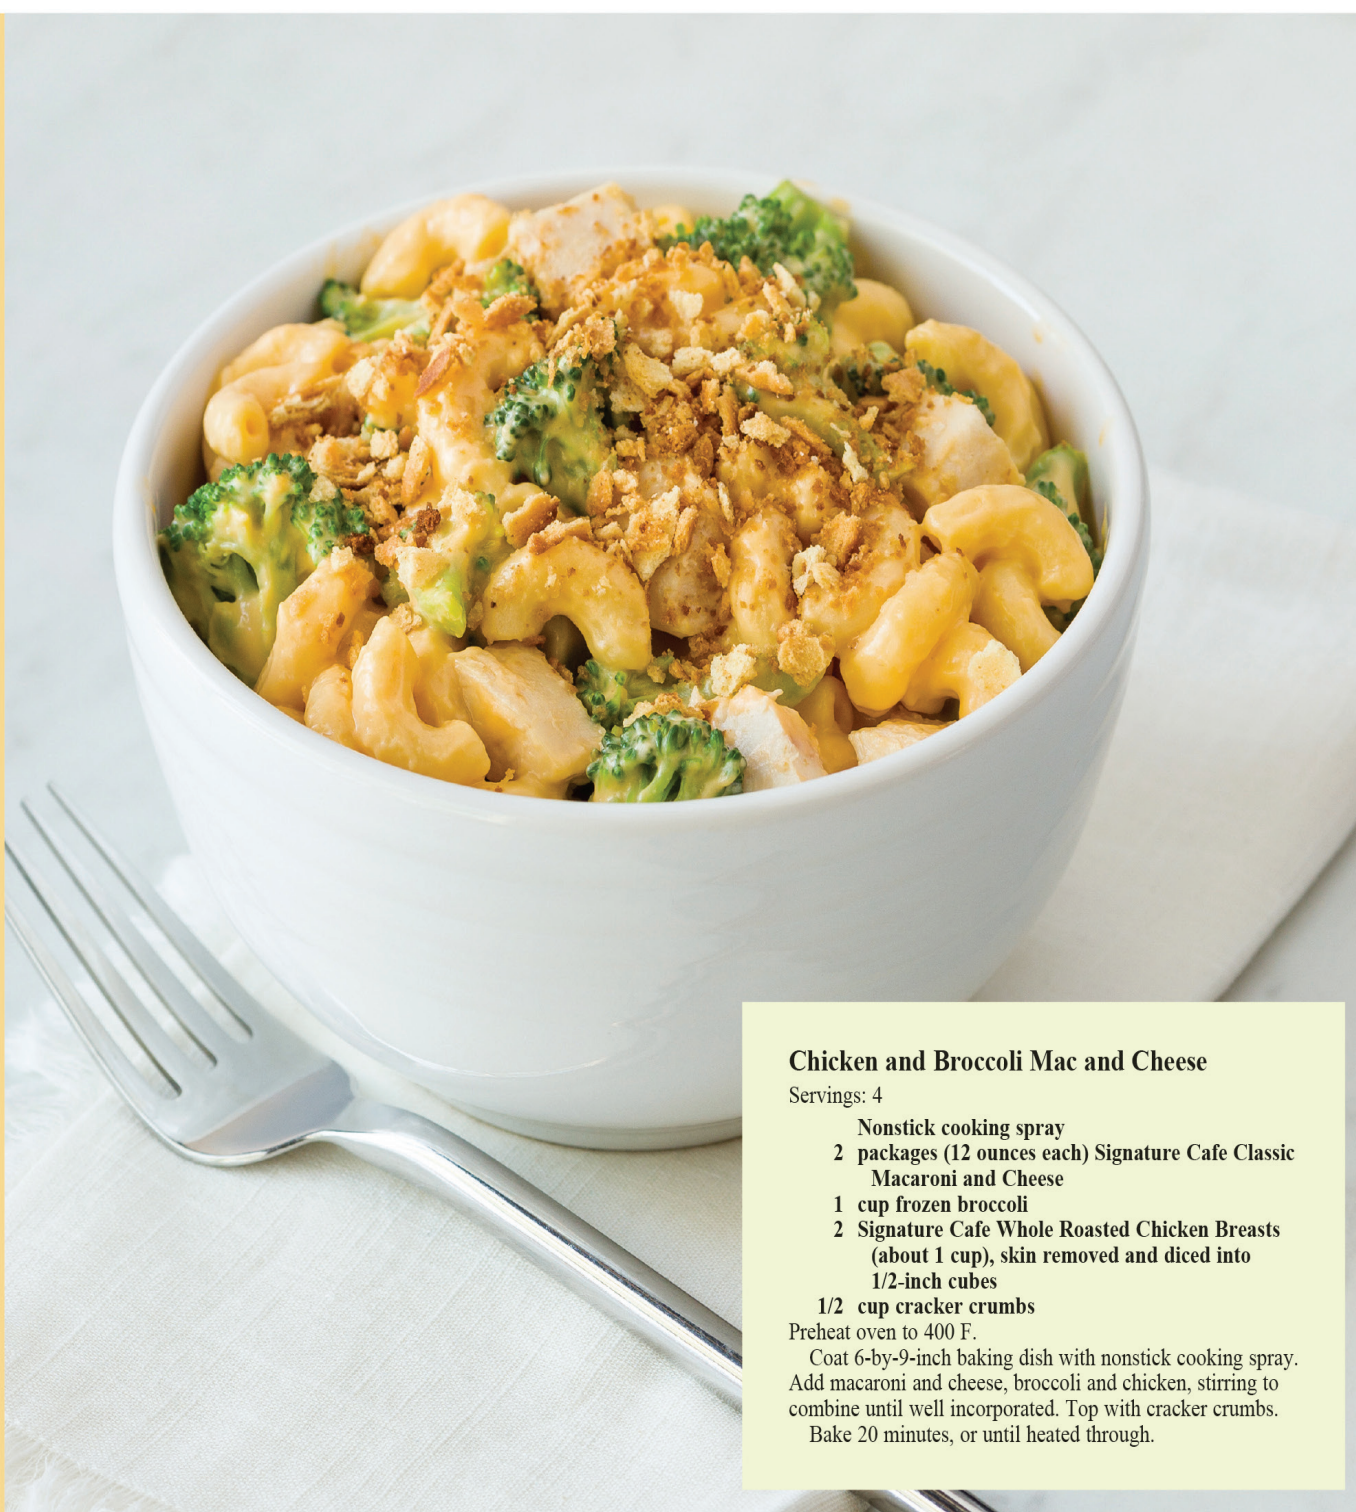 Chicken and Broccoli Mac and Cheese
Servings: 4
Nonstick cooking spray
2 packages (12 ounces each) Signature Cafe Classic
Macaroni and Cheese
1 cup frozen broccoli
2 Signature Cafe Whole Roasted Chicken Breasts
(about 1 cup), skin removed and diced into
1/2-inch cubes
1/2 cup cracker crumbs
Preheat oven to 400 F.
Coat 6-by-9-inch baking dish with nonstick cooking spray.
Add macaroni and cheese, broccoli and chicken, stirring to
combine until well incorporated. Top with cracker crumbs.
Bake 20 minutes, or until heated through.